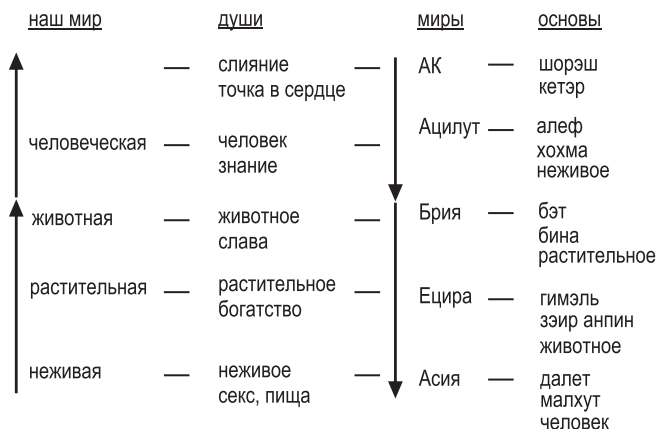 наш мир души миры основы
— слияние — АК — шорэш
точка в сердце кетэр
человеческая — человек Ацилут — алеф
знание хохма
неживое
животная — животное — Брия — бэт
слава бина
растительное
растительная — растительное — Ецира — гимэль
богатство зэир анпин
животное
неживая — неживое — Асия — далет
секс, пища малхут
человек